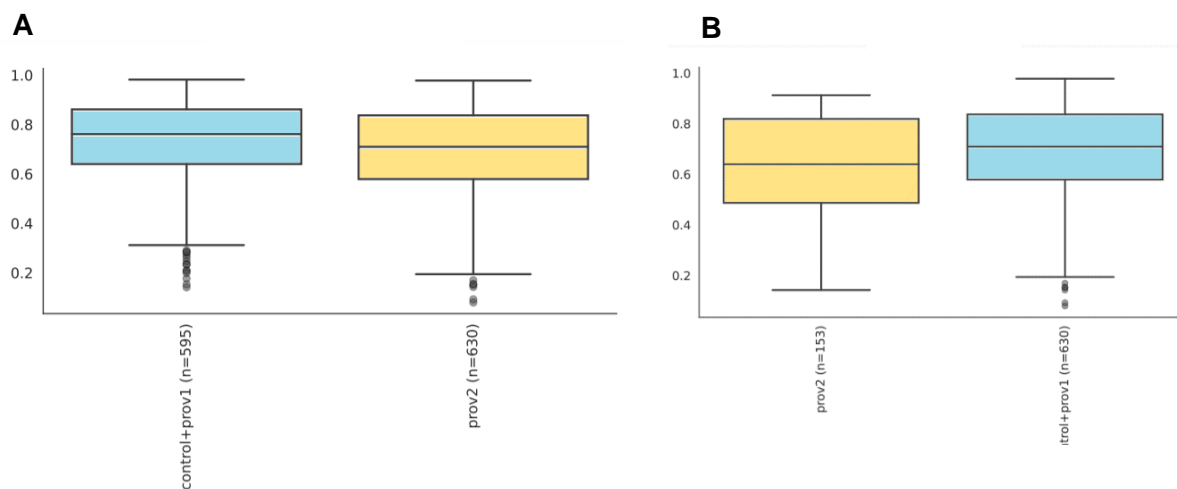 A
1.0
0.8
0.6
0.4
0.2
control+prov1 (n=595)
prov2 (n=630)
B
1.0
0.8
0.6
0.4
0.2
prov2 (n=153)
ıtrol+prov1 (n=630)